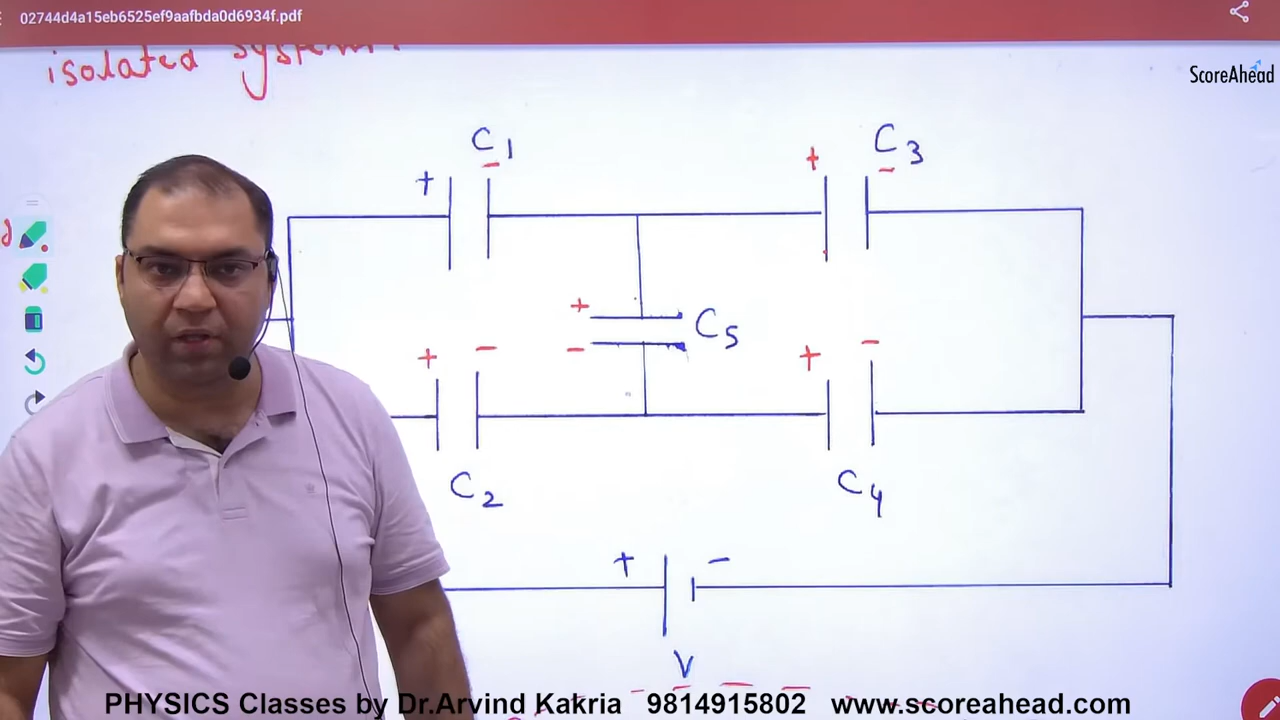 02744d4a15eb6525ef9aafbda0d6934f.pdf
isolated system.
ScoreAhead
C1
C3
+ -
+ -
+
-
C5
+ -
+ -
C2
C4
+ -
V
PHYSICS Classes by Dr.Arvind Kakria 9814915802 www.scoreahead.com